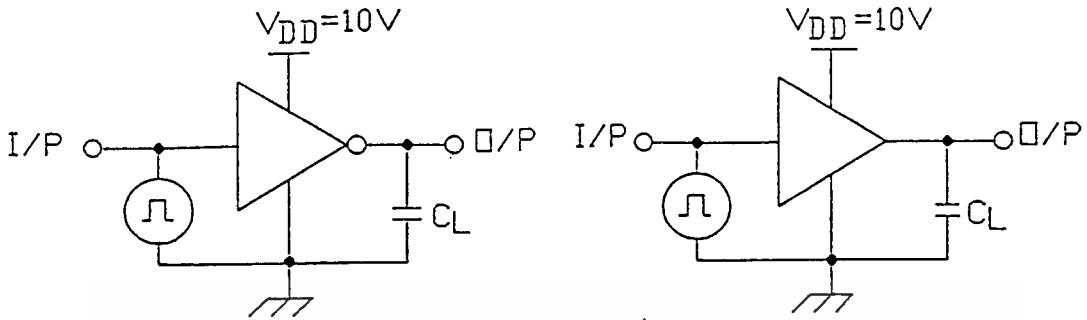 VDD=10V
I/P
O/P
CL
VDD=10V
I/P
O/P
CL